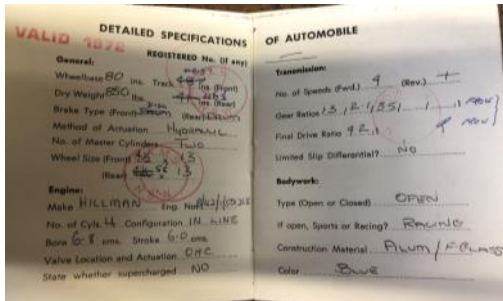 VALID 1972
DETAILED SPECIFICATIONS
REGISTERED No. (if any)
General:
Wheelbase 80 ins. Track ins. (Front)
Dry Weight 850 lbs. ins. (Rear)
Brake Type (Front) (Rear) DRUM
Method of Actuation HYDRAULIC
No. of Master Cylinders TWO
Wheel Size (Front) 13
(Rear) 13
Engine:
Make HILLMAN Eng. No.
No. of Cyls. 4 Configuration IN LINE
Bore 6·8 cms. Stroke 6·0 cms.
Valve Location and Actuation OHC
State whether supercharged NO
OF AUTOMOBILE
Transmission:
No. of Speeds (Fwd.) 4 (Rev.)
Gear Ratios
Final Drive Ratio
Limited Slip Differential? NO
Bodywork:
Type (Open or Closed) OPEN
If open, Sports or Racing? RACING
Construction Material ALUM/F-GLASS
Color BLUE